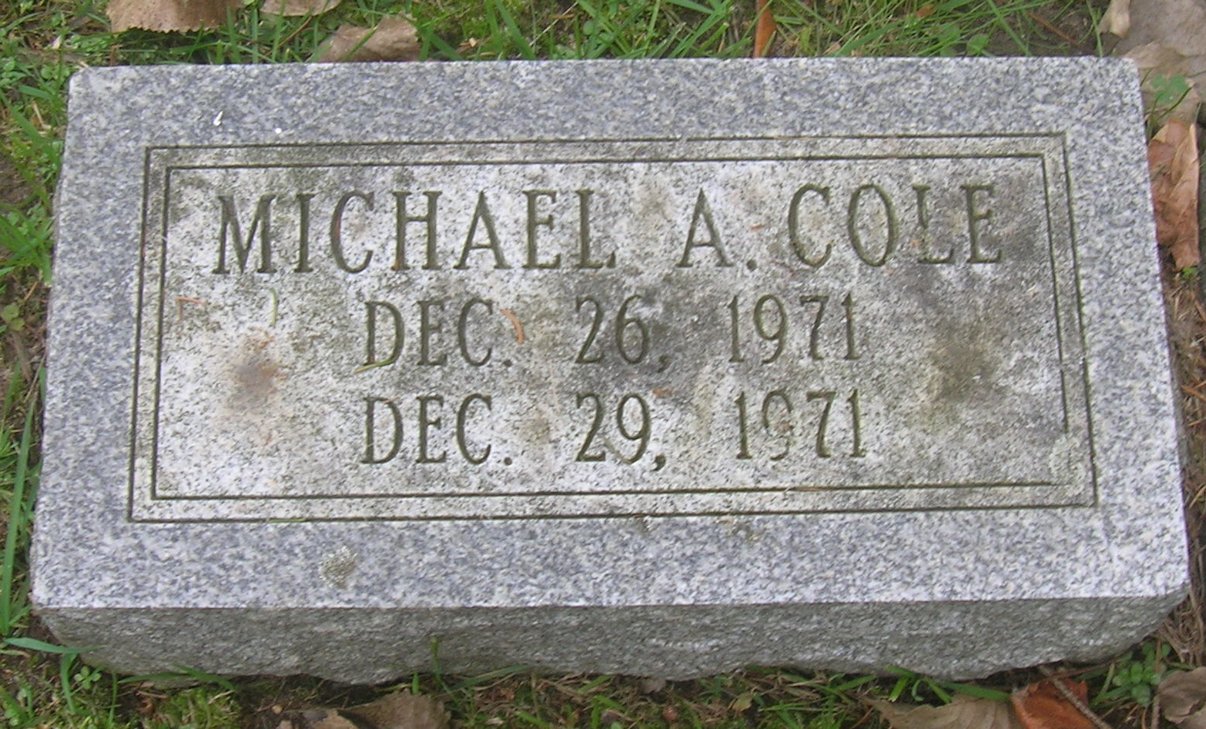 MICHAEL A. COLE
DEC. 26, 1971
DEC. 29, 1971